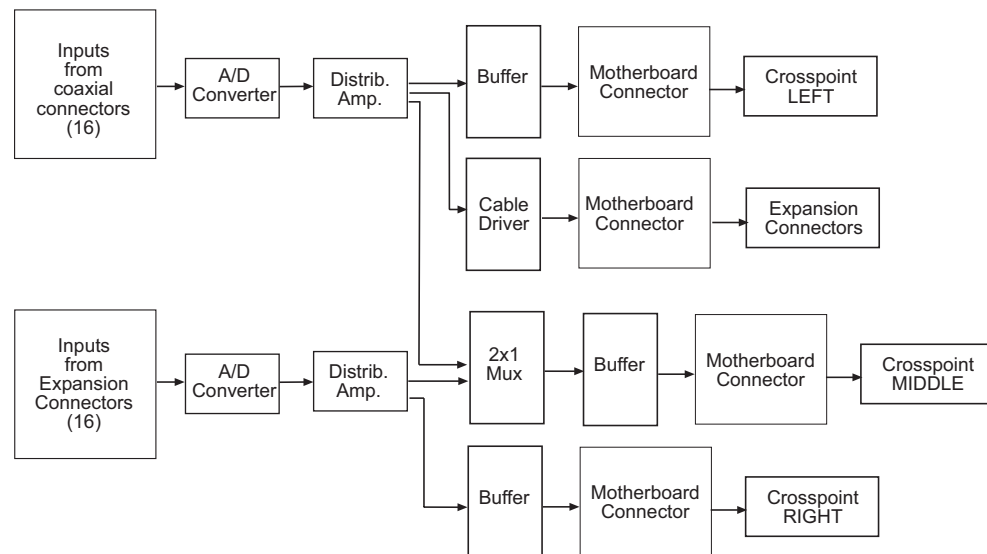 Inputs
from
coaxial
connectors
(16)
A/D
Converter
Distrib.
Amp.
Buffer
Motherboard
Connector
Crosspoint
LEFT
Cable
Driver
Motherboard
Connector
Expansion
Connectors
Inputs
from
Expansion
Connectors
(16)
A/D
Converter
Distrib.
Amp.
2x1
Mux
Buffer
Motherboard
Connector
Crosspoint
MIDDLE
Buffer
Motherboard
Connector
Crosspoint
RIGHT